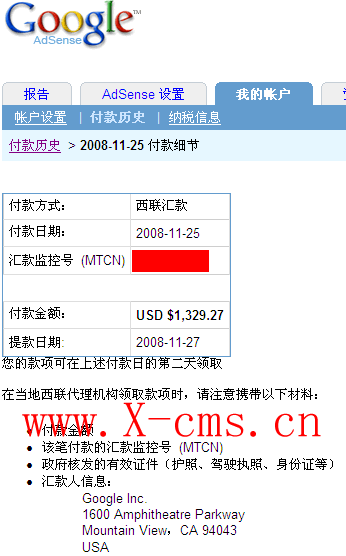 Google™
AdSense
报告 AdSense 设置 我的帐户
帐户设置 | 付款历史 | 纳税信息
付款历史 > 2008-11-25 付款细节
付款方式: 西联汇款
付款日期: 2008-11-25
汇款监控号 (MTCN)
付款金额: USD $1,329.27
提款日期: 2008-11-27
您的款项可在上述付款日的第二天领取
在当地西联代理机构领取款项时，请注意携带以下材料:
www.X-cms.cn
付款金额
该笔付款的汇款监控号 (MTCN)
政府核发的有效证件（护照、驾驶执照、身份证等）
汇款人信息:
Google Inc.
1600 Amphitheatre Parkway
Mountain View, CA 94043
USA